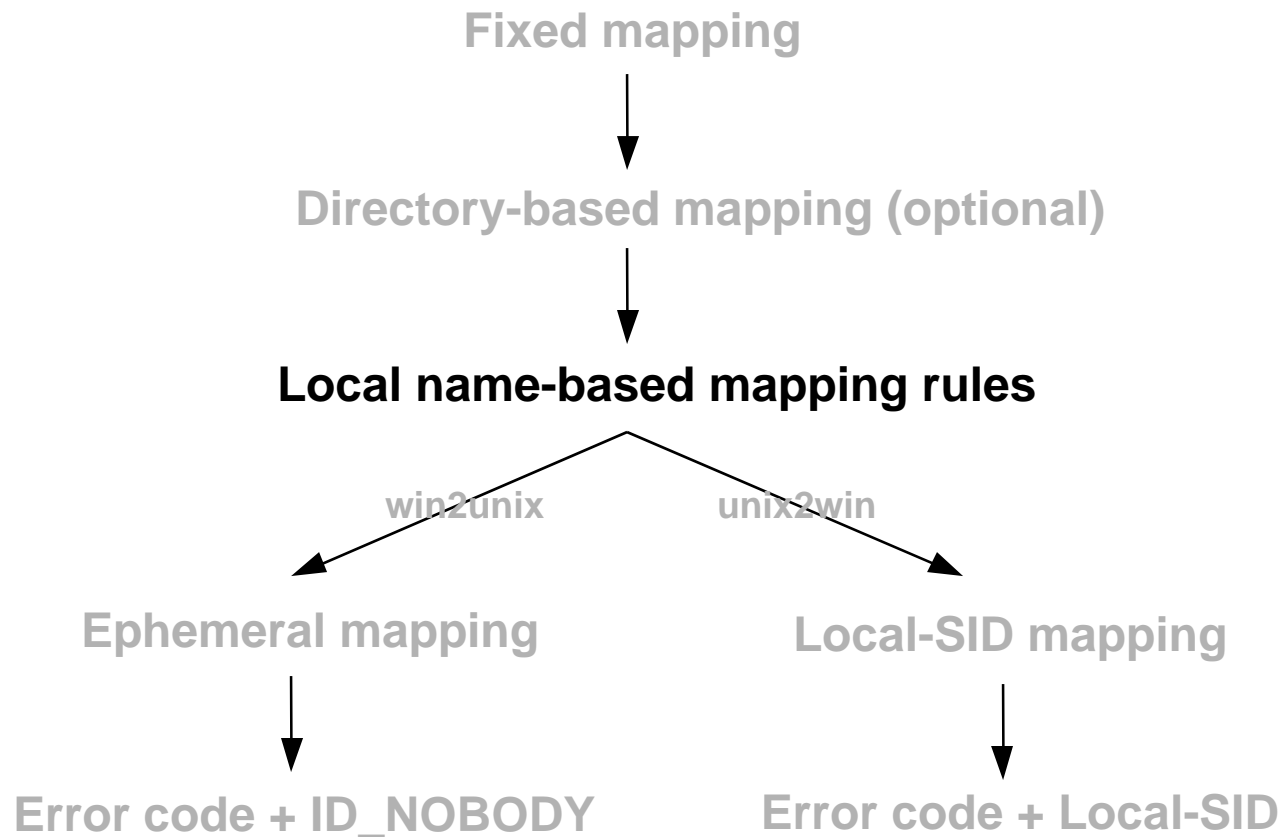 Fixed mapping
Directory-based mapping (optional)
Local name-based mapping rules
win2unix
unix2win
Ephemeral mapping
Local-SID mapping
Error code + ID_NOBODY
Error code + Local-SID